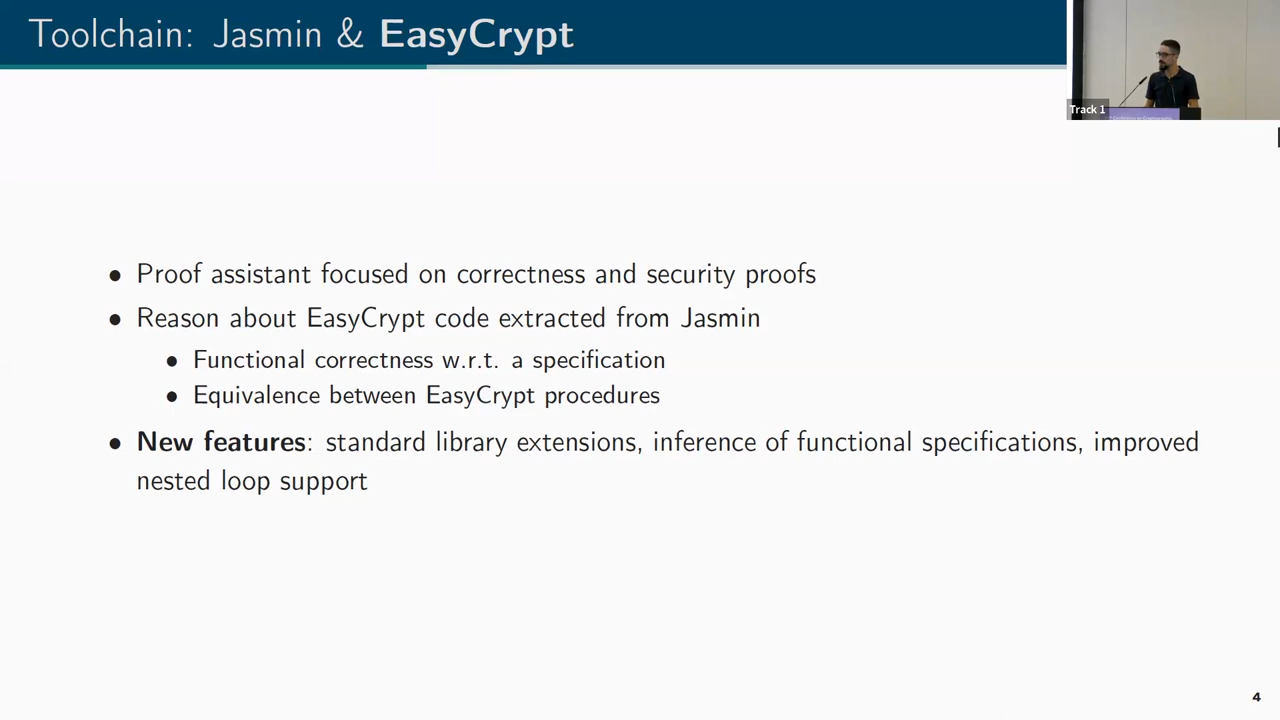 Toolchain: Jasmin & EasyCrypt
Track 1
• Proof assistant focused on correctness and security proofs
• Reason about EasyCrypt code extracted from Jasmin
• Functional correctness w.r.t. a specification
• Equivalence between EasyCrypt procedures
• New features: standard library extensions, inference of functional specifications, improved
nested loop support
4